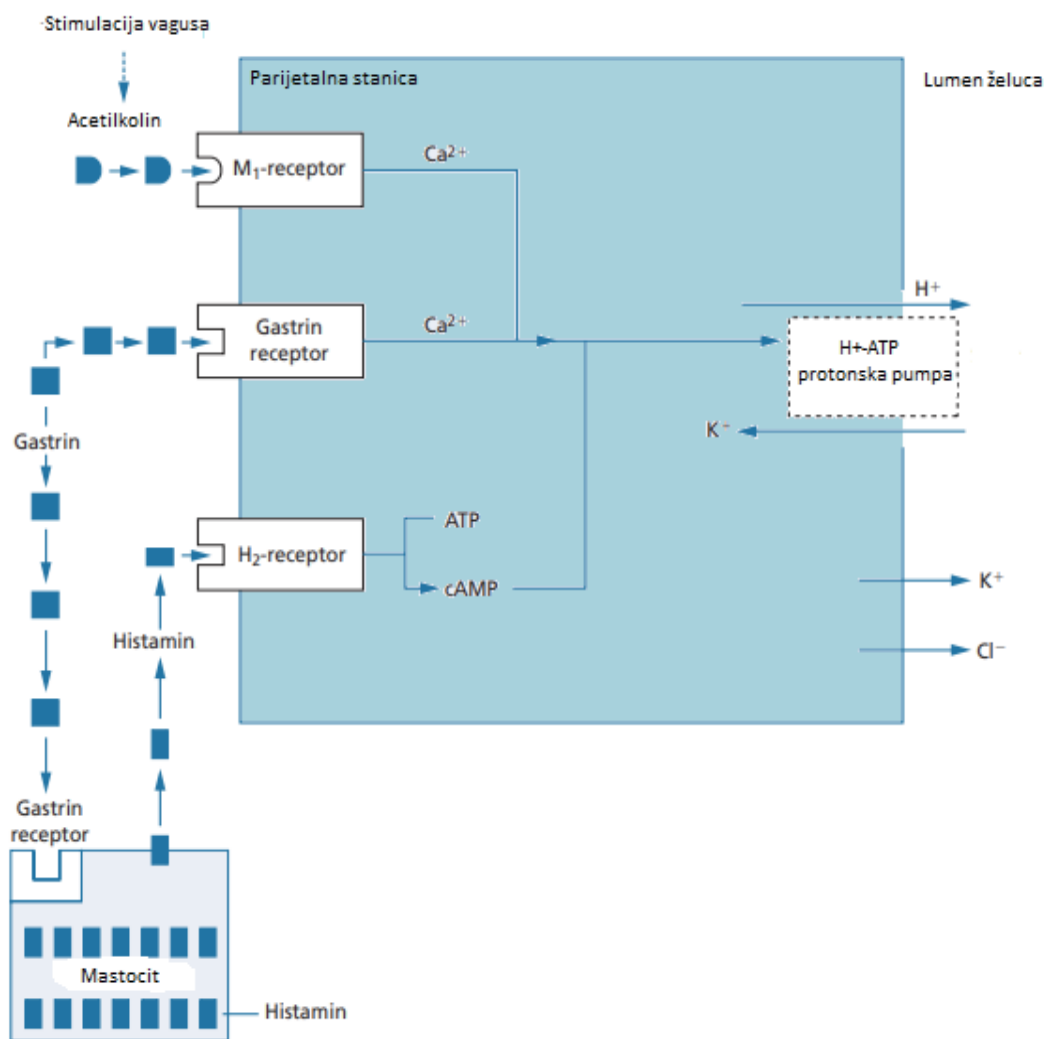 Stimulacija vagusa
Parijetalna stanica
Lumen želuca
Acetilkolin
M₁-receptor
Ca²⁺
H⁺
Gastrin
receptor
Ca²⁺
H+-ATP
protonska pumpa
K⁻
Gastrin
H₂-receptor
ATP
cAMP
K⁺
Histamin
Cl⁻
Gastrin
receptor
Mastocit
Histamin